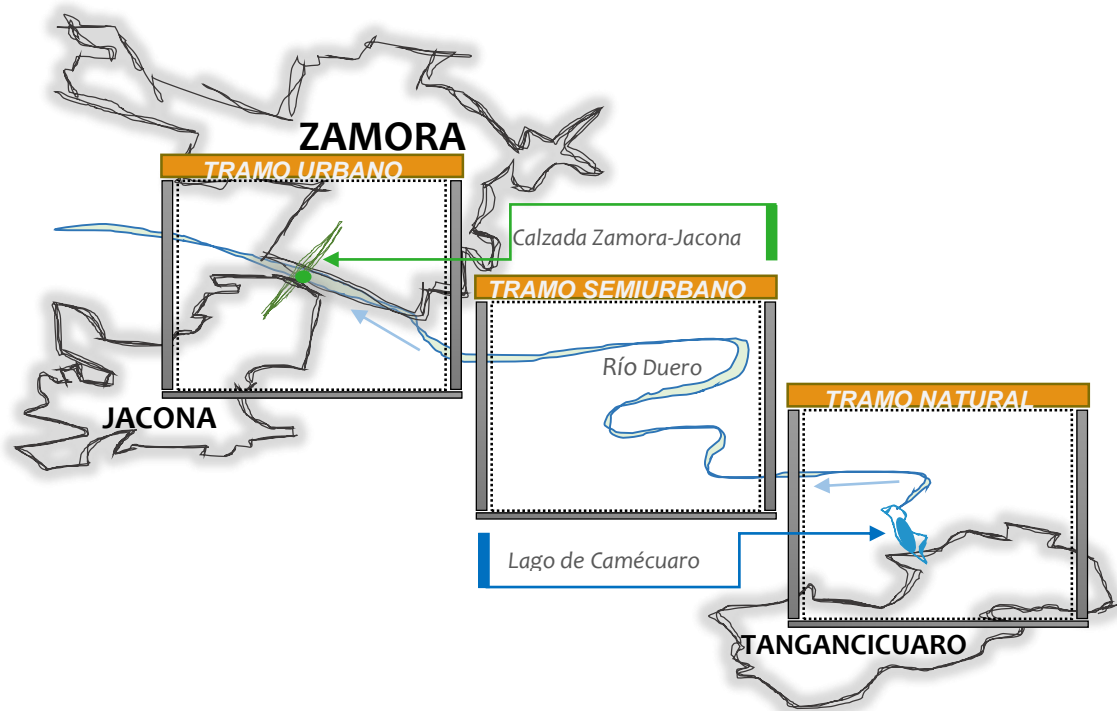 ZAMORA
TRAMO URBANO
Calzada Zamora-Jacona
TRAMO SEMIURBANO
Río Duero
TRAMO NATURAL
JACONA
Lago de Camécuaro
TANGANCICUARO